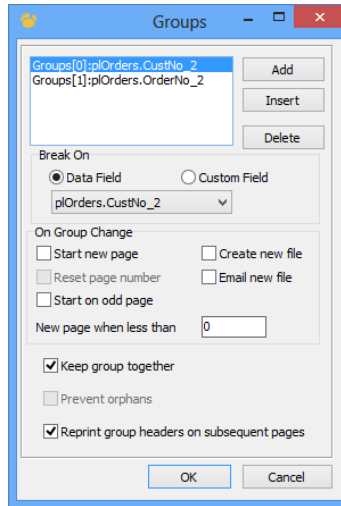 Groups
Groups[0]:plOrders.CustNo_2
Groups[1]:plOrders.OrderNo_2
Add
Insert
Delete
Break On
Data Field
Custom Field
plOrders.CustNo_2
On Group Change
Start new page
Create new file
Reset page number
Email new file
Start on odd page
New page when less than
0
Keep group together
Prevent orphans
Reprint group headers on subsequent pages
OK
Cancel